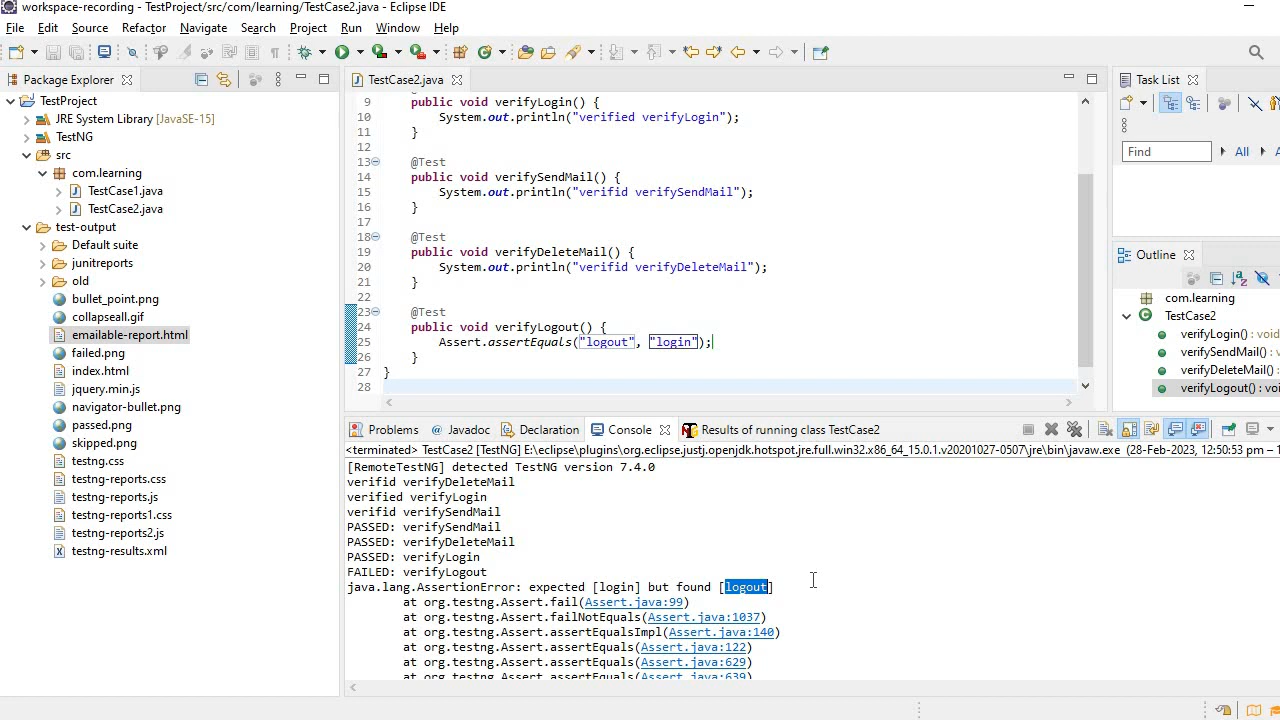 workspace-recording - TestProject/src/com/learning/TestCase2.java - Eclipse IDE
File Edit Source Refactor Navigate Search Project Run Window Help
Package Explorer
TestProject
JRE System Library [JavaSE-15]
TestNG
src
com.learning
TestCase1.java
TestCase2.java
test-output
Default suite
junitreports
old
bullet_point.png
collapseall.gif
emailable-report.html
failed.png
index.html
jquery.min.js
navigator-bullet.png
passed.png
skipped.png
testng.css
testng-reports.css
testng-reports.js
testng-reports1.css
testng-reports2.js
testng-results.xml
TestCase2.java
9 public void verifyLogin() {
10 System.out.println("verified verifyLogin");
11 }
12
13 @Test
14 public void verifySendMail() {
15 System.out.println("verifid verifySendMail");
16 }
17
18 @Test
19 public void verifyDeleteMail() {
20 System.out.println("verifid verifyDeleteMail");
21 }
22
23 @Test
24 public void verifyLogout() {
25 Assert.assertEquals("logout", "login");
26 }
27 }
28
Task List
Find All
Outline
com.learning
TestCase2
verifyLogin() : void
verifySendMail() :
verifyDeleteMail() :
verifyLogout() : voi
Problems Javadoc Declaration Console Results of running class TestCase2
<terminated> TestCase2 [TestNG] E:\eclipse\plugins\org.eclipse.justj.openjdk.hotspot.jre.full.win32.x86_64_15.0.1.v20201027-0507\jre\bin\javaw.exe (28-Feb-2023, 12:50:53 pm – 1
[RemoteTestNG] detected TestNG version 7.4.0
verifid verifyDeleteMail
verified verifyLogin
verifid verifySendMail
PASSED: verifySendMail
PASSED: verifyDeleteMail
PASSED: verifyLogin
FAILED: verifyLogout
java.lang.AssertionError: expected [login] but found [logout]
at org.testng.Assert.fail(Assert.java:99)
at org.testng.Assert.failNotEquals(Assert.java:1037)
at org.testng.Assert.assertEqualsImpl(Assert.java:140)
at org.testng.Assert.assertEquals(Assert.java:122)
at org.testng.Assert.assertEquals(Assert.java:629)
at org.testng.Assert.assertEquals(Assert.java:639)